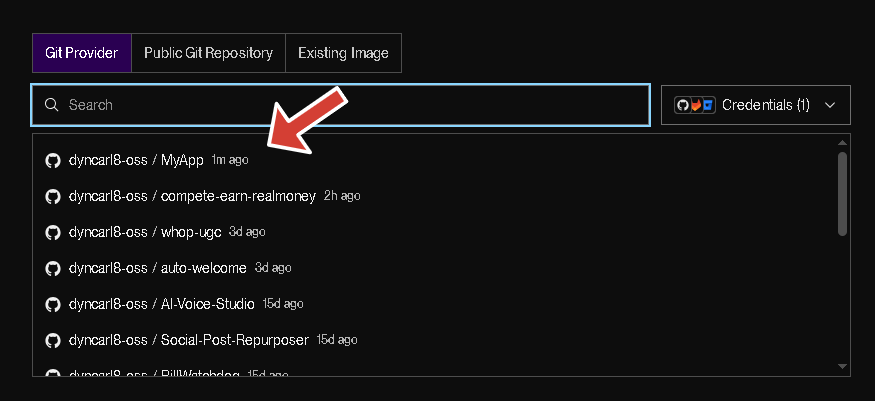 Git Provider Public Git Repository Existing Image
Search Credentials (1)
dyncarl8-oss / MyApp 1m ago
dyncarl8-oss / compete-earn-realmoney 2h ago
dyncarl8-oss / whop-ugc 3d ago
dyncarl8-oss / auto-welcome 3d ago
dyncarl8-oss / AI-Voice-Studio 15d ago
dyncarl8-oss / Social-Post-Repurposer 15d ago
dyncarl8-oss / BillWatchdog 15d ago